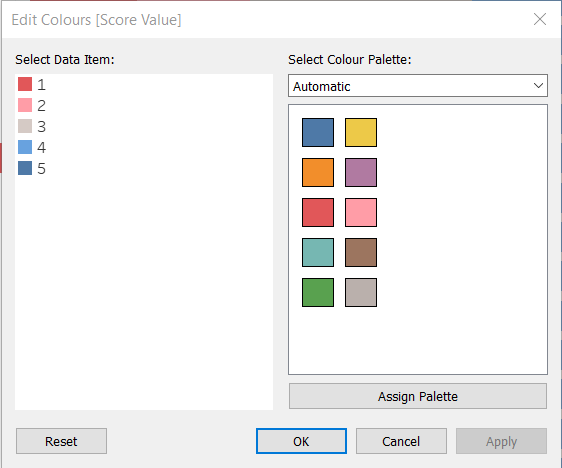 Edit Colours [Score Value]
Select Data Item:
1
2
3
4
5
Select Colour Palette:
Automatic
Assign Palette
Reset
OK
Cancel
Apply